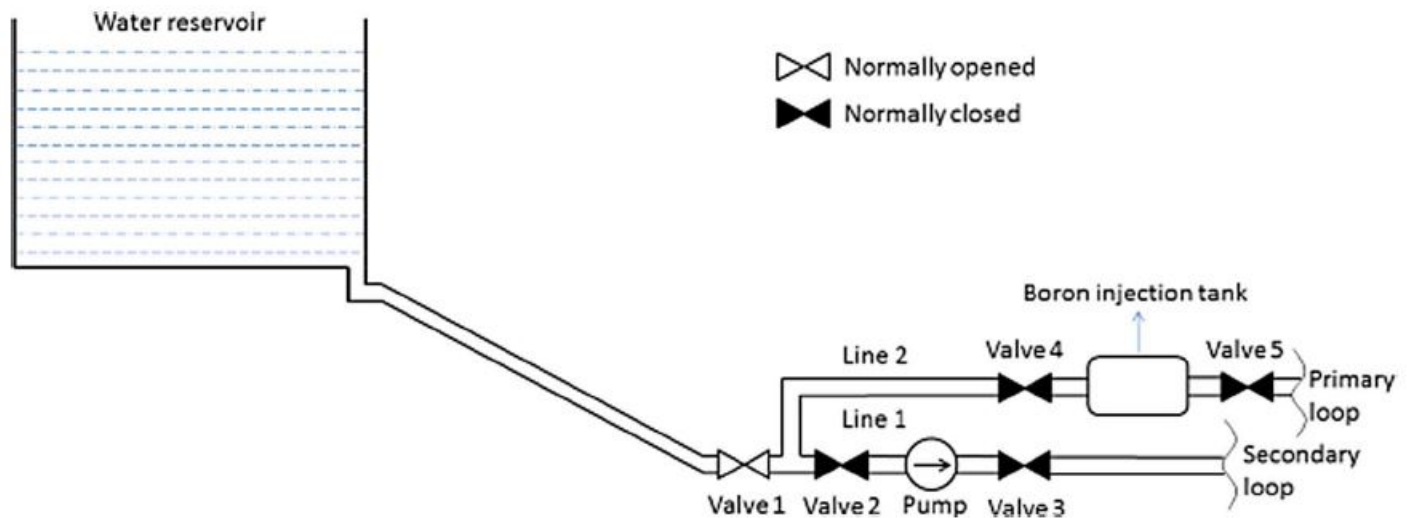 Water reservoir
Normally opened
Normally closed
Boron injection tank
Line 2
Valve 4
Valve 5
Primary
loop
Line 1
Secondary
loop
Valve 1
Valve 2
Pump
Valve 3